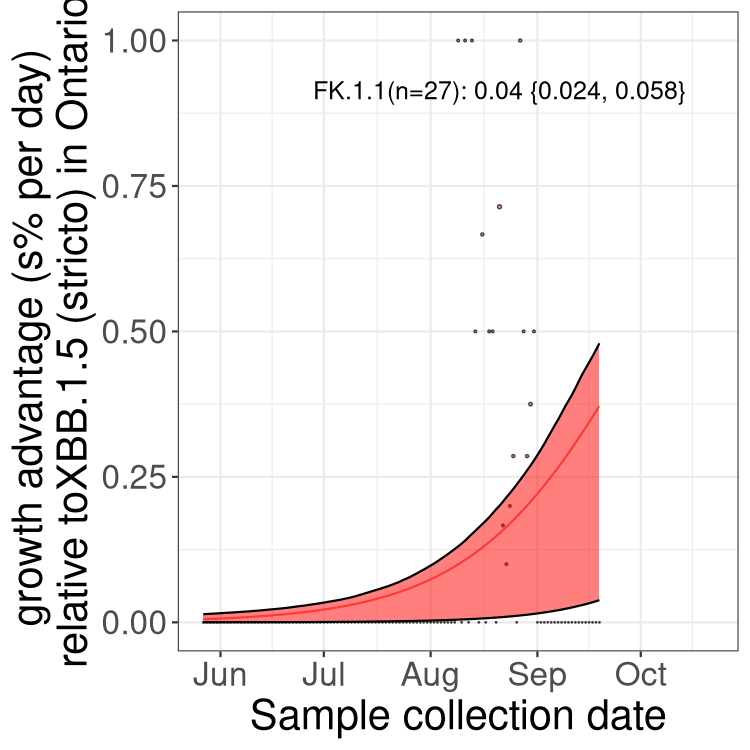 growth advantage (s% per day)
relative toXBB.1.5 (stricto) in Ontario
1.00
FK.1.1(n=27): 0.04 {0.024, 0.058}
0.75
0.50
0.25
0.00
Jun Jul Aug Sep Oct
Sample collection date